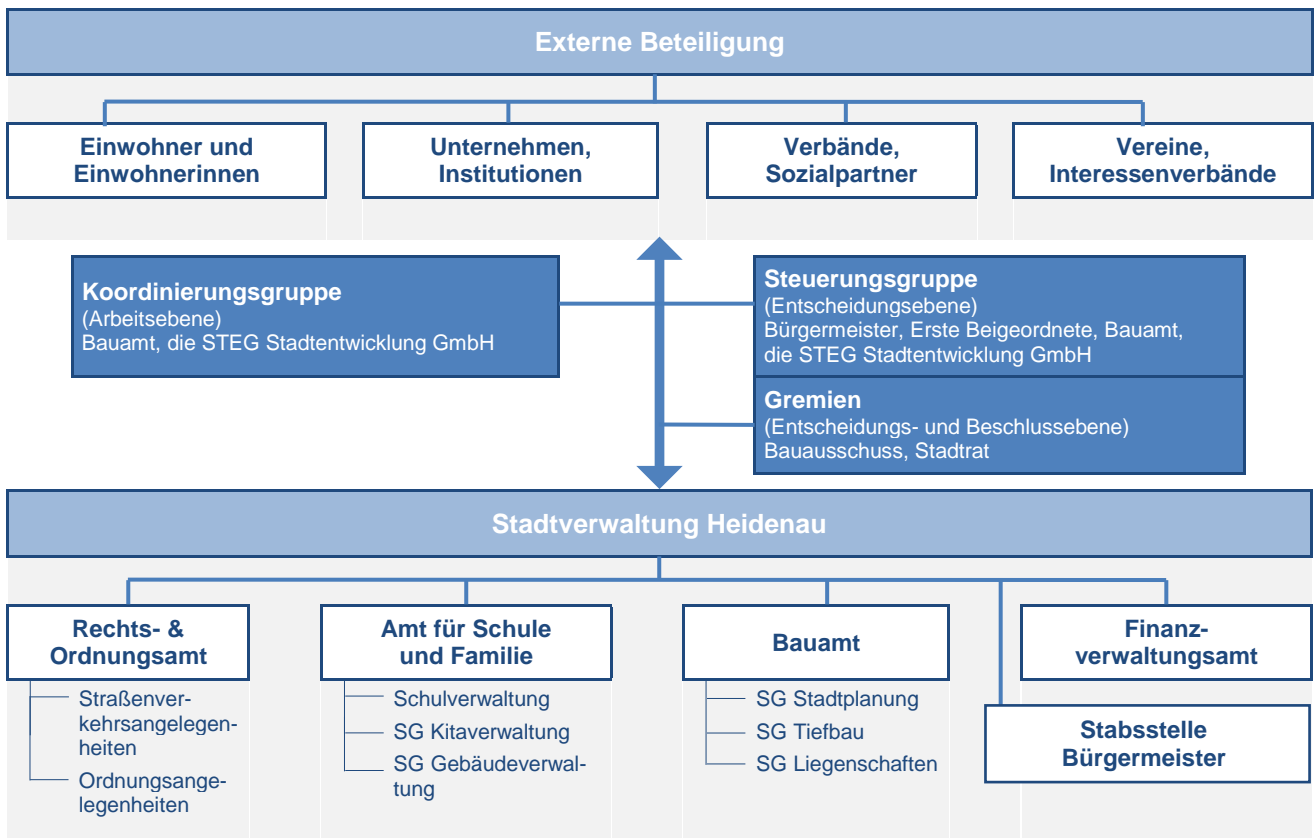 Externe Beteiligung
Einwohner und
Einwohnerinnen
Unternehmen,
Institutionen
Verbände,
Sozialpartner
Vereine,
Interessenverbände
Koordinierungsgruppe
(Arbeitsebene)
Bauamt, die STEG Stadtentwicklung GmbH
Steuerungsgruppe
(Entscheidungsebene)
Bürgermeister, Erste Beigeordnete, Bauamt,
die STEG Stadtentwicklung GmbH
Gremien
(Entscheidungs- und Beschlussebene)
Bauausschuss, Stadtrat
Stadtverwaltung Heidenau
Rechts- &
Ordnungsamt
Straßenver-
kehrsangelegen-
heiten
Ordnungsange-
legenheiten
Amt für Schule
und Familie
Schulverwaltung
SG Kitaverwaltung
SG Gebäudeverwal-
tung
Bauamt
SG Stadtplanung
SG Tiefbau
SG Liegenschaften
Finanz-
verwaltungsamt
Stabsstelle
Bürgermeister